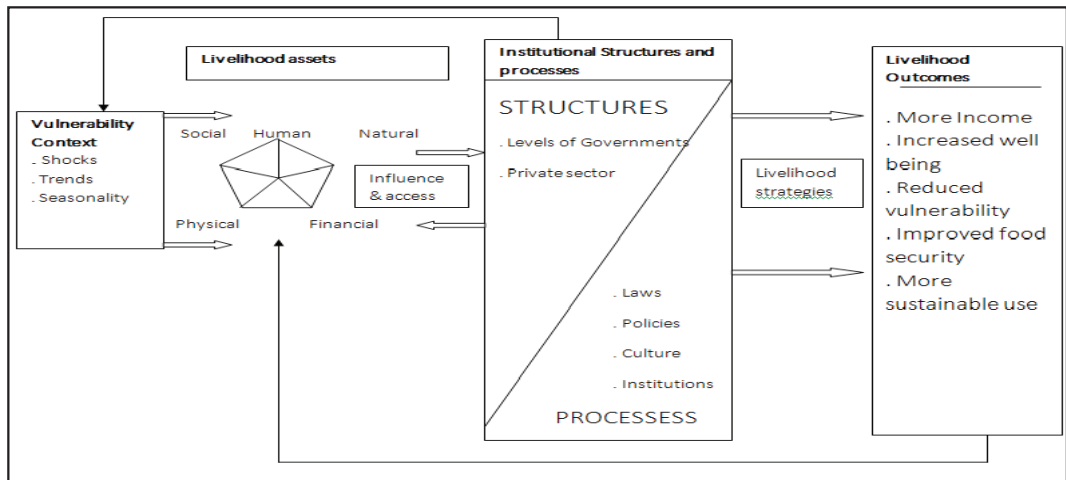 Livelihood assets
Vulnerability
Context
. Shocks
. Trends
. Seasonality
Social Human Natural
Influence
& access
Physical Financial
Institutional Structures and
processes
STRUCTURES
. Levels of Governments
. Private sector
. Laws
. Policies
. Culture
. Institutions
PROCESSESS
Livelihood
strategies
Livelihood
Outcomes
. More Income
. Increased well
being
. Reduced
vulnerability
. Improved food
security
. More
sustainable use